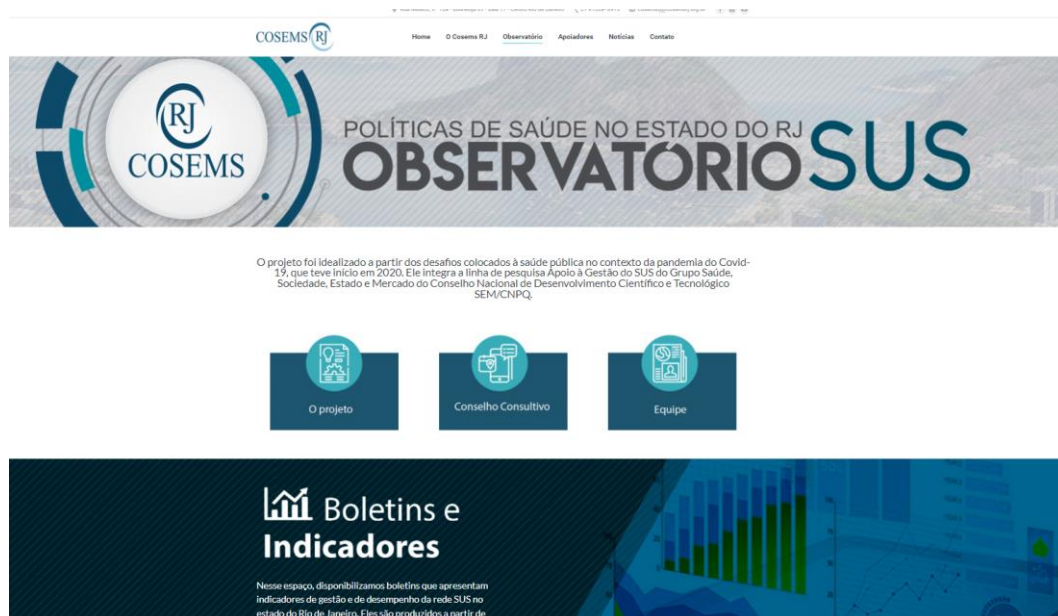 COSEMS RJ
Home O Cosems RJ Observatório Apoiadores Notícias Contato
RJ
COSEMS
POLÍTICAS DE SAÚDE NO ESTADO DO RJ
OBSERVATÓRIO SUS
O projeto foi idealizado a partir dos desafios colocados à saúde pública no contexto da pandemia do Covid-
19, que teve início em 2020. Ele integra a linha de pesquisa Apoio à Gestão do SUS do Grupo Saúde,
Sociedade, Estado e Mercado do Conselho Nacional de Desenvolvimento Científico e Tecnológico
SEM/CNPQ.
O projeto
Conselho Consultivo
Equipe
Boletins e
Indicadores
Nesse espaço, disponibilizamos boletins que apresentam
indicadores de gestão e de desempenho da rede SUS no
estado do Rio de Janeiro. Eles são produzidos a partir de